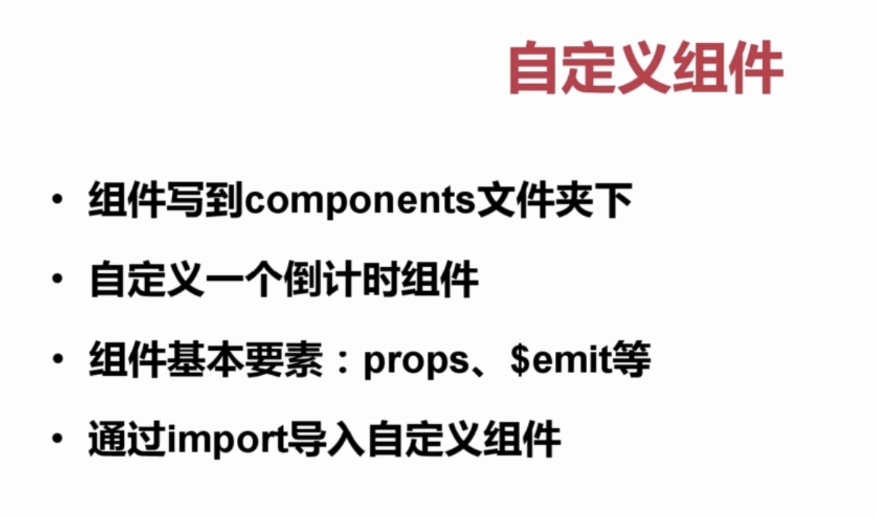 自定义组件
• 组件写到components文件夹下
• 自定义一个倒计时组件
• 组件基本要素：props、$emit等
• 通过import导入自定义组件